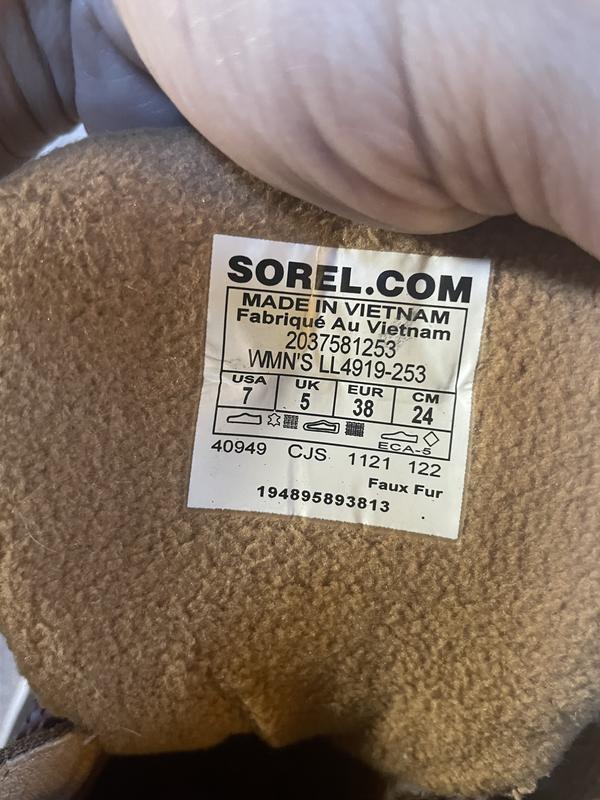 SOREL.COM
MADE IN VIETNAM
Fabriqué Au Vietnam
2037581253
WMN'S LL4919-253
USA UK EUR CM
7 5 38 24
ECA-5
40949 CJS 1121 122
Faux Fur
194895893813